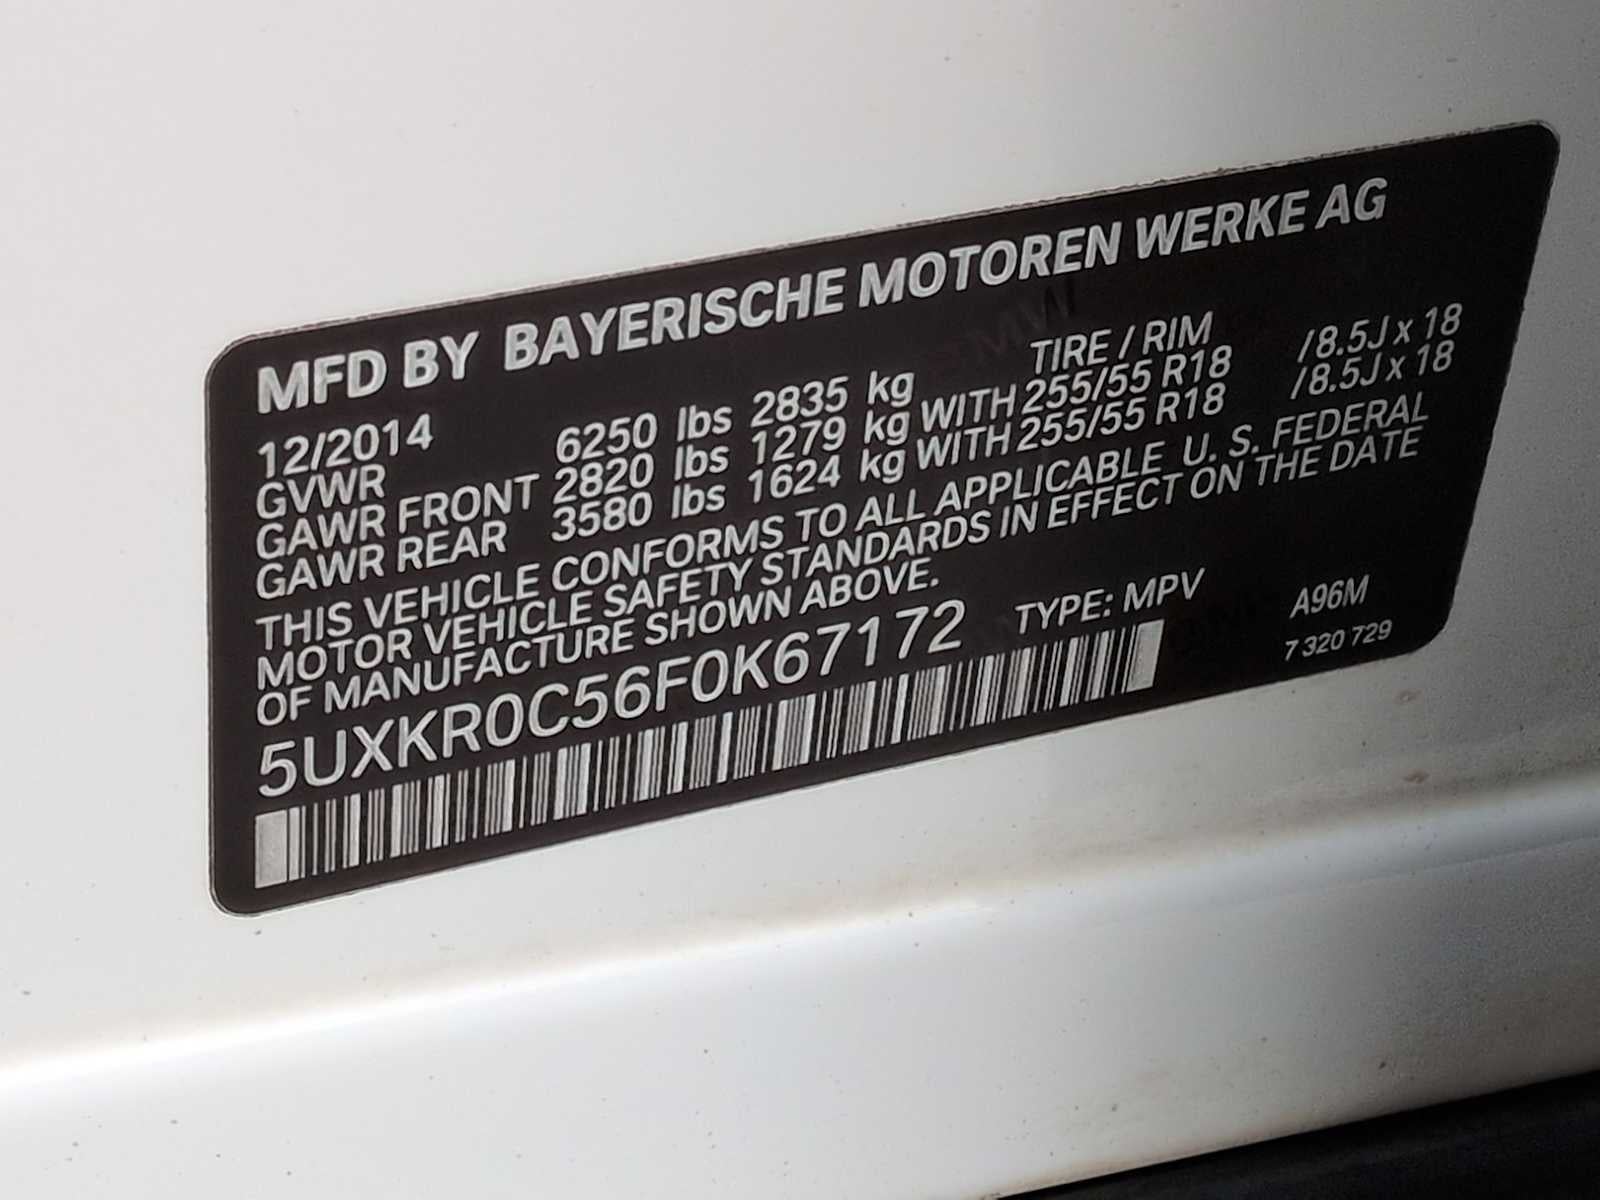 MFD BY BAYERISCHE MOTOREN WERKE AG
12/2014 TIRE / RIM
GVWR 6250 lbs 2835 kg
GAWR FRONT 2820 lbs 1279 kg WITH 255/55 R18 /8.5J x 18
GAWR REAR 3580 lbs 1624 kg WITH 255/55 R18 /8.5J x 18
THIS VEHICLE CONFORMS TO ALL APPLICABLE U. S. FEDERAL
MOTOR VEHICLE SAFETY STANDARDS IN EFFECT ON THE DATE
OF MANUFACTURE SHOWN ABOVE.
5UXKR0C56F0K67172 TYPE: MPV A96M
7 320 729